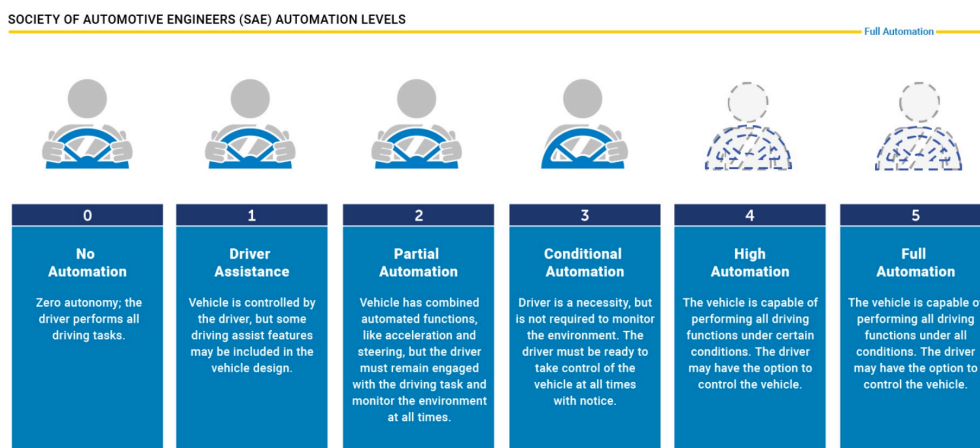 SOCIETY OF AUTOMOTIVE ENGINEERS (SAE) AUTOMATION LEVELS
Full Automation
0
No
Automation
Zero autonomy; the
driver performs all
driving tasks.
1
Driver
Assistance
Vehicle is controlled by
the driver, but some
driving assist features
may be included in the
vehicle design.
2
Partial
Automation
Vehicle has combined
automated functions,
like acceleration and
steering, but the driver
must remain engaged
with the driving task and
monitor the environment
at all times.
3
Conditional
Automation
Driver is a necessity, but
is not required to monitor
the environment. The
driver must be ready to
take control of the
vehicle at all times
with notice.
4
High
Automation
The vehicle is capable of
performing all driving
functions under certain
conditions. The driver
may have the option to
control the vehicle.
5
Full
Automation
The vehicle is capable of
performing all driving
functions under all
conditions. The driver
may have the option to
control the vehicle.